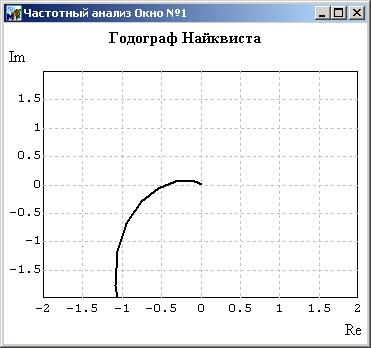 Частотный анализ Окно №1
Годограф Найквиста
Im
1.5
1
0.5
0
-0.5
-1
-1.5
-2 -1.5 -1 -0.5 0 0.5 1 1.5 2
Re